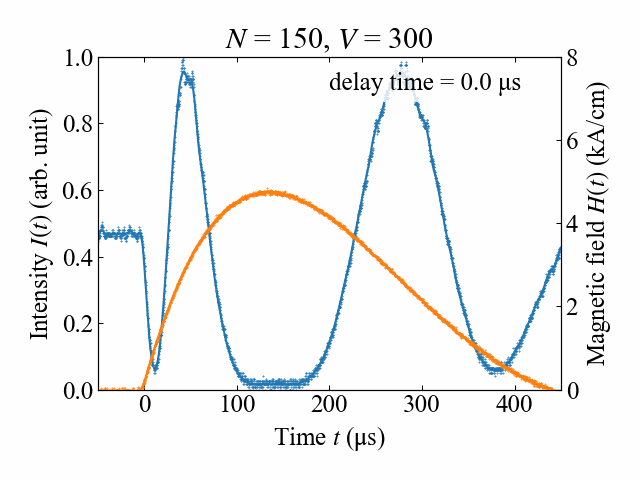 N = 150, V = 300
delay time = 0.0 μs
Intensity I(t) (arb. unit)
1.0
0.8
0.6
0.4
0.2
0.0
8
6
4
2
0
Magnetic field H(t) (kA/cm)
0 100 200 300 400
Time t (μs)